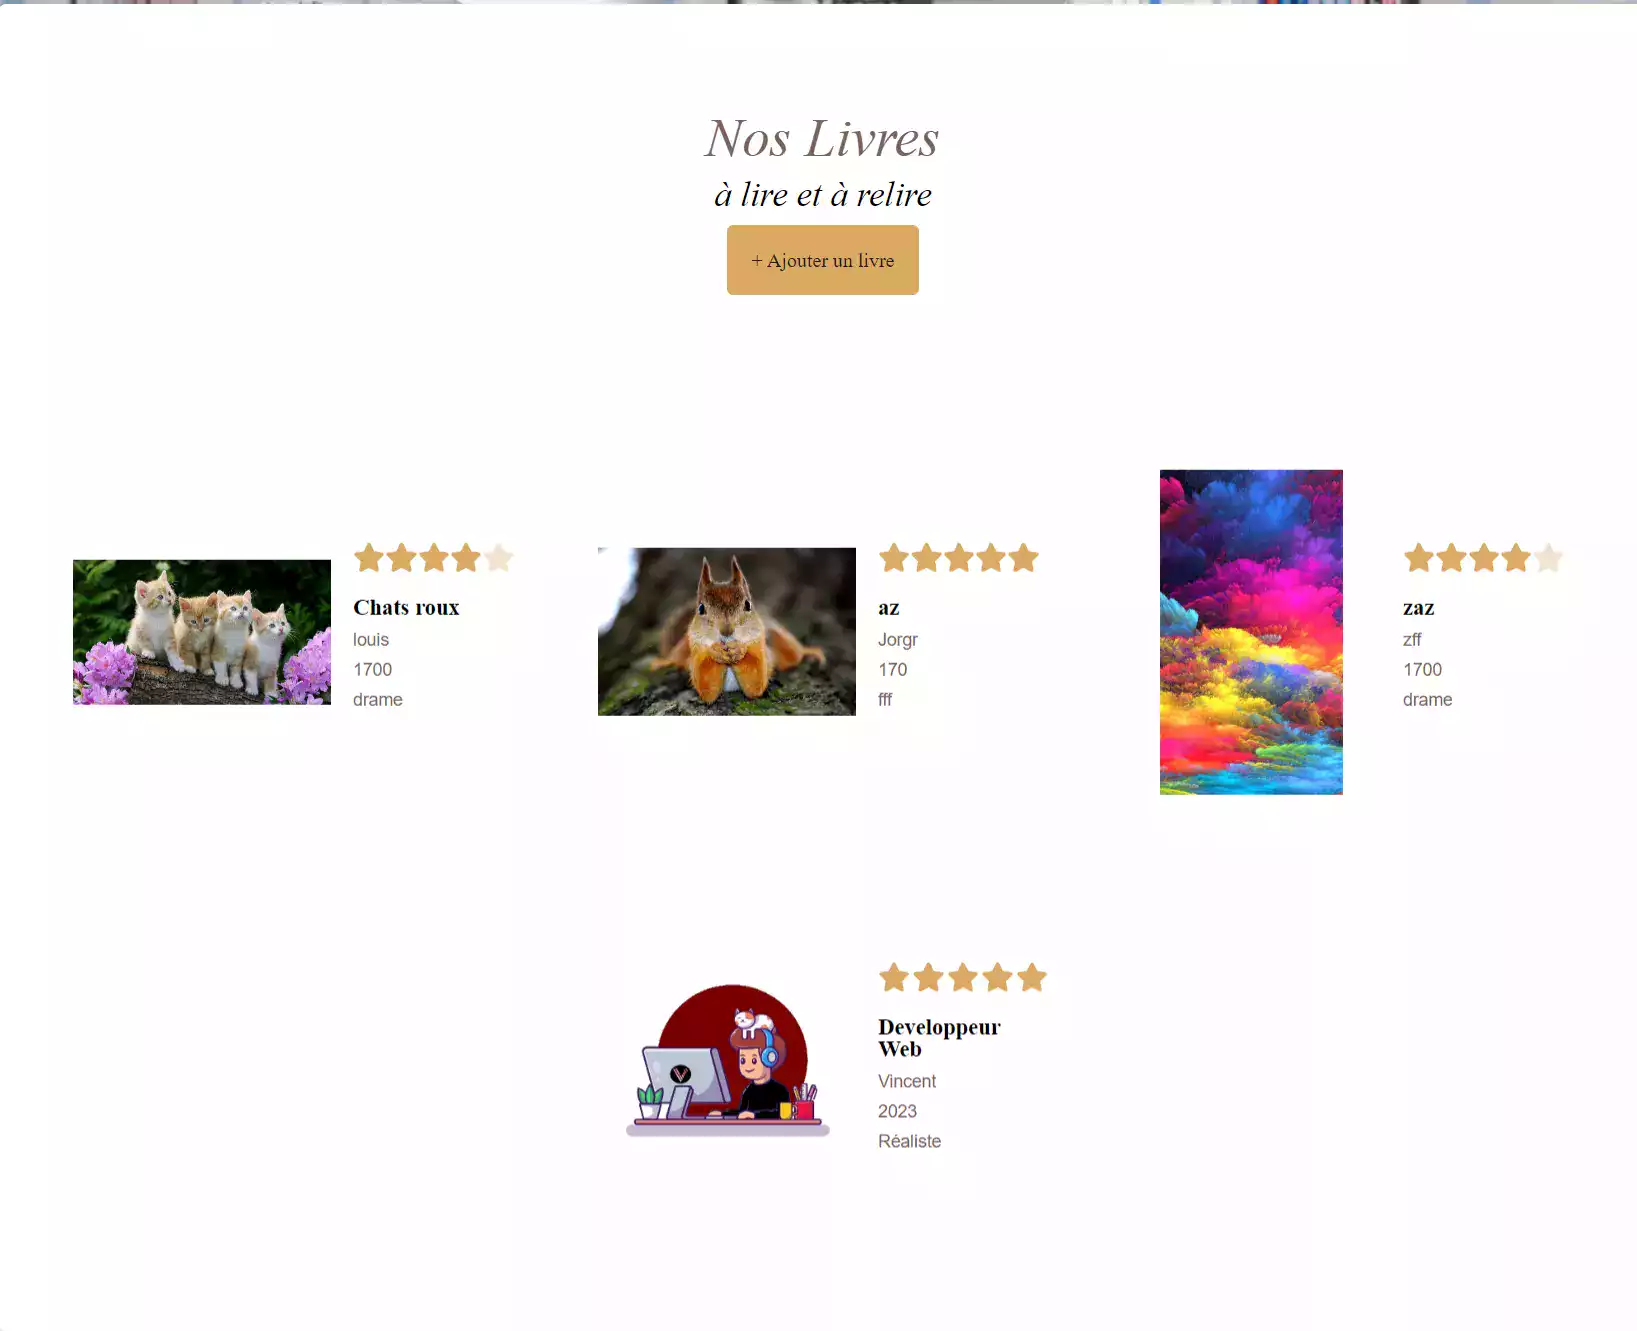 Nos Livres
à lire et à relire
+ Ajouter un livre
Chats roux
louis
1700
drame
az
Jorgr
170
fff
zaz
zff
1700
drame
Developpeur
Web
Vincent
2023
Réaliste